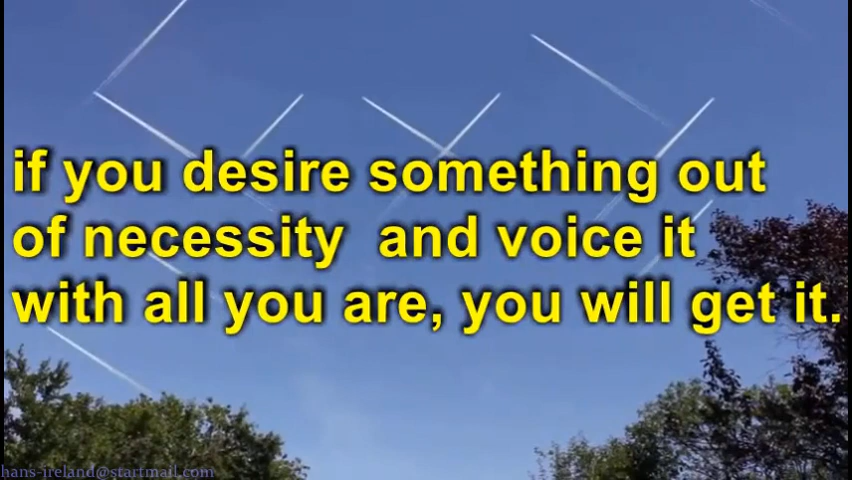 if you desire something out
of necessity  and voice it
with all you are, you will get it.
hans-ireland@startmail.com